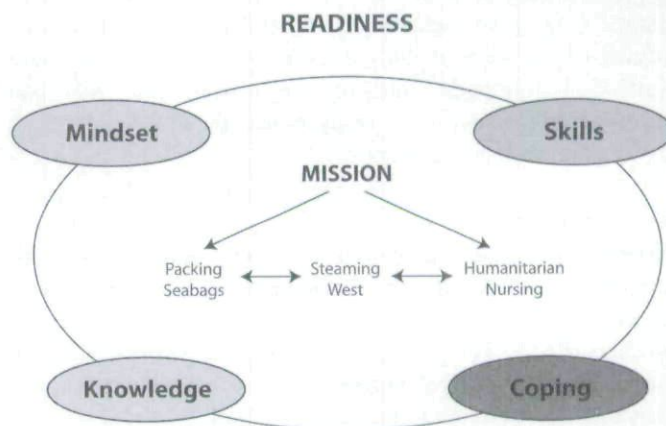 READINESS
Mindset
Skills
MISSION
Packing
Seabags
Steaming
West
Humanitarian
Nursing
Knowledge
Coping